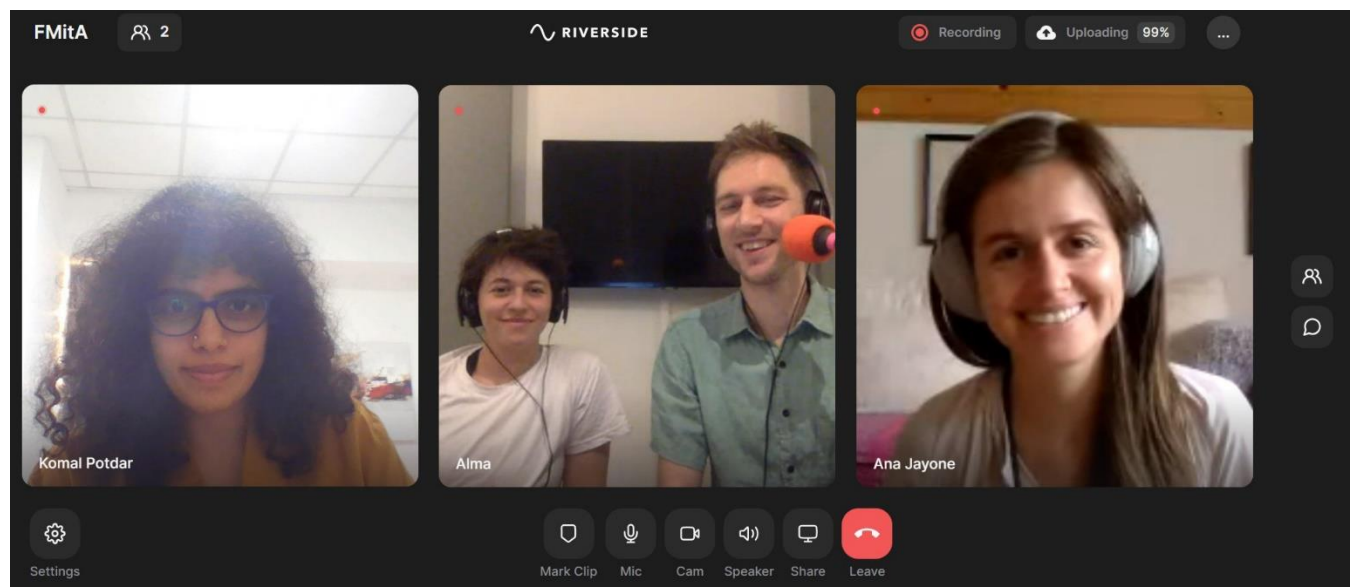 FMitA
2
RIVERSIDE
Recording
Uploading 99%
...
Komal Potdar
Alma
Ana Jayone
Settings
Mark Clip
Mic
Cam
Speaker
Share
Leave